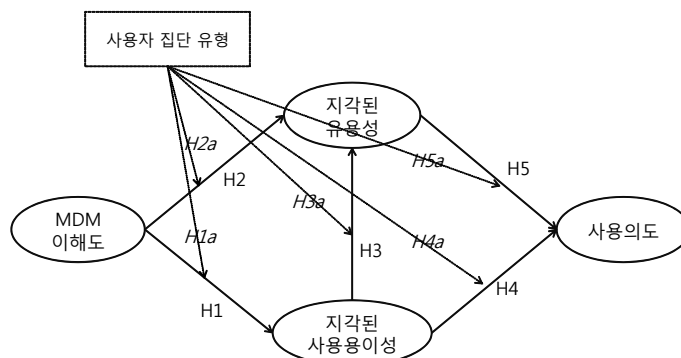 사용자 집단 유형
지각된
유용성
H2a
H5a
H5
H2
H3a
MDM
이해도
H1a
H4a
사용의도
H3
H4
H1
지각된
사용용이성